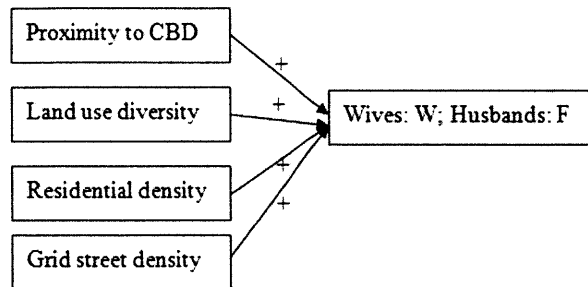 Proximity to CBD
+
Land use diversity
+
Wives: W; Husbands: F
Residential density
+
+
Grid street density